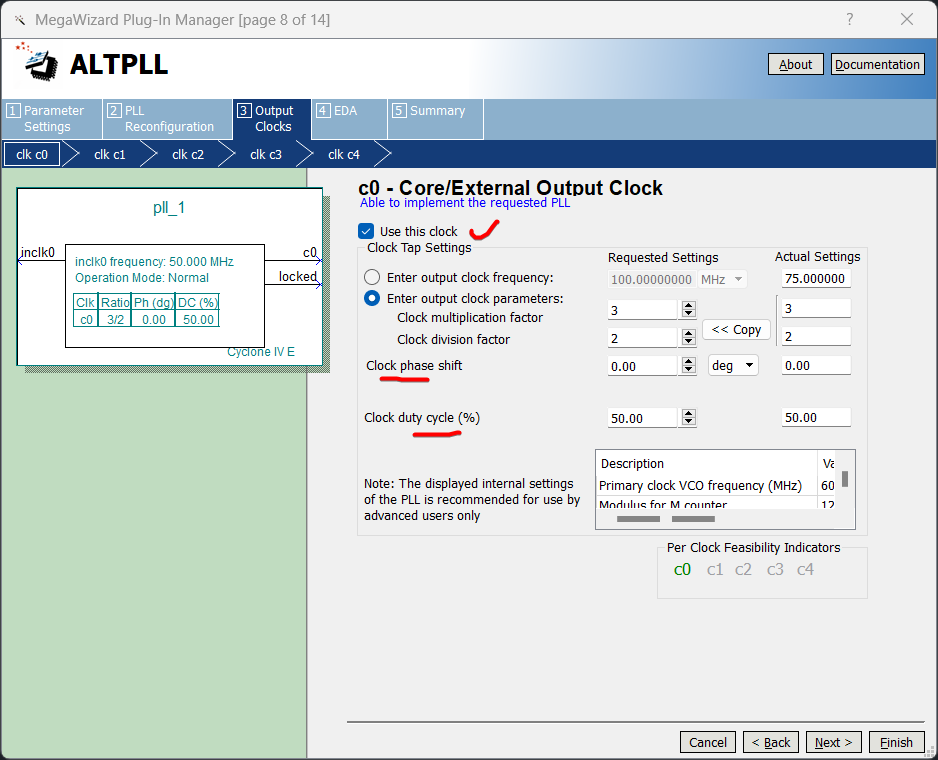 MegaWizard Plug-In Manager [page 8 of 14]
?
ALTPLL
About
Documentation
1 Parameter Settings
2 PLL Reconfiguration
3 Output Clocks
4 EDA
5 Summary
clk c0
clk c1
clk c2
clk c3
clk c4
pll_1
inclk0
c0
locked
inclk0 frequency: 50.000 MHz
Operation Mode: Normal
Clk Ratio Ph (dg) DC (%)
c0 3/2 0.00 50.00
Cyclone IV E
c0 - Core/External Output Clock
Able to implement the requested PLL
Use this clock
Clock Tap Settings
Requested Settings
Actual Settings
Enter output clock frequency:
100.00000000 MHz
75.000000
Enter output clock parameters:
Clock multiplication factor
3
3
Clock division factor
2
<< Copy
2
Clock phase shift
0.00
deg
0.00
Clock duty cycle (%)
50.00
50.00
Note: The displayed internal settings
of the PLL is recommended for use by
advanced users only
Description
Primary clock VCO frequency (MHz) 60
Modulus for M counter 12
Per Clock Feasibility Indicators
c0 c1 c2 c3 c4
Cancel
< Back
Next >
Finish